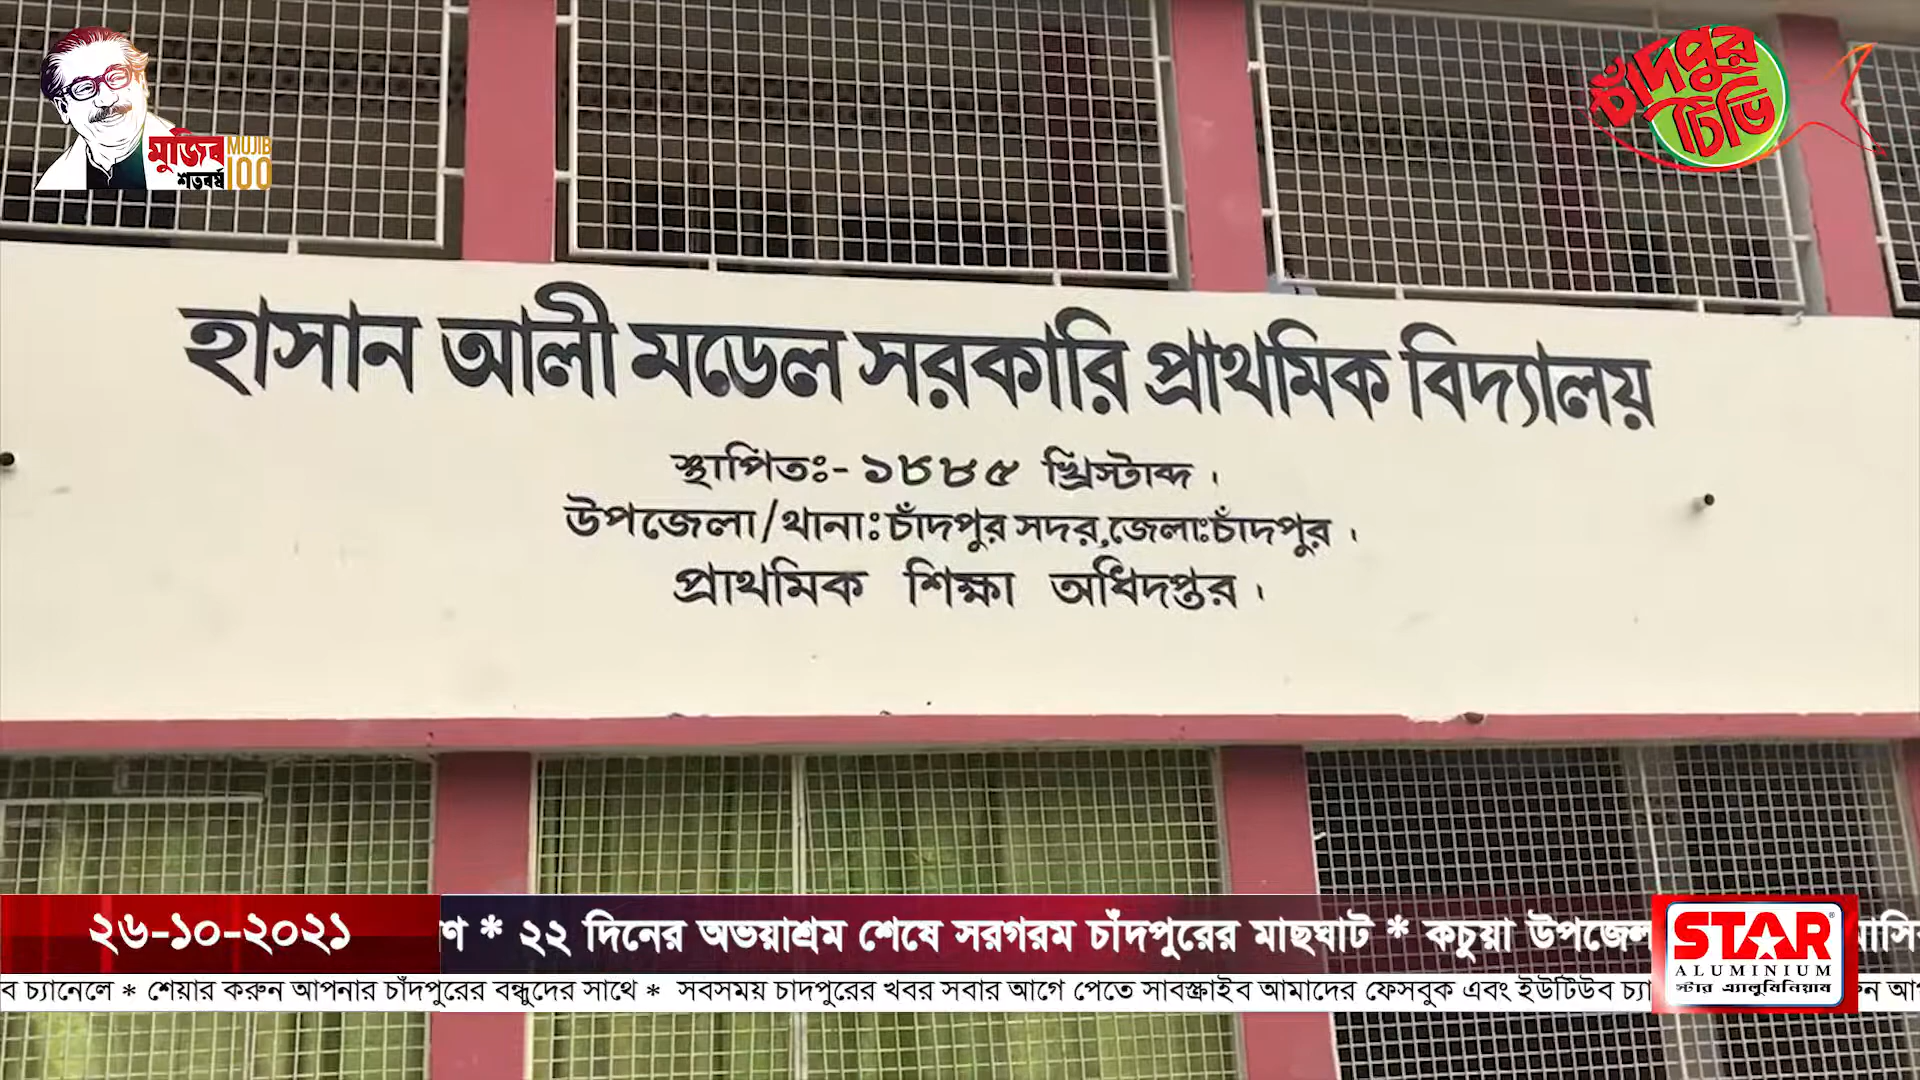 মুজিব
শতবর্ষ
MUJIB
100
চাঁদপুর
টিভি
হাসান আলী মডেল সরকারি প্রাথমিক বিদ্যালয়
স্থাপিতঃ- ১৮৮৫ খ্রিস্টাব্দ ।
উপজেলা/থানাঃ চাঁদপুর সদর,জেলাঃচাঁদপুর ।
প্রাথমিক শিক্ষা অধিদপ্তর ।
২৬-১০-২০২১
ণ * ২২ দিনের অভয়াশ্রম শেষে সরগরম চাঁদপুরের মাছঘাট * কচুয়া উপজেল
STAR
ALUMINIUM
স্টার এ্যালুমিনিয়াম
ব চ্যানেলে * শেয়ার করুন আপনার চাঁদপুরের বন্ধুদের সাথে * সবসময় চাদপুরের খবর সবার আগে পেতে সাবস্ক্রাইব আমাদের ফেসবুক এবং ইউটিউব চ্যা